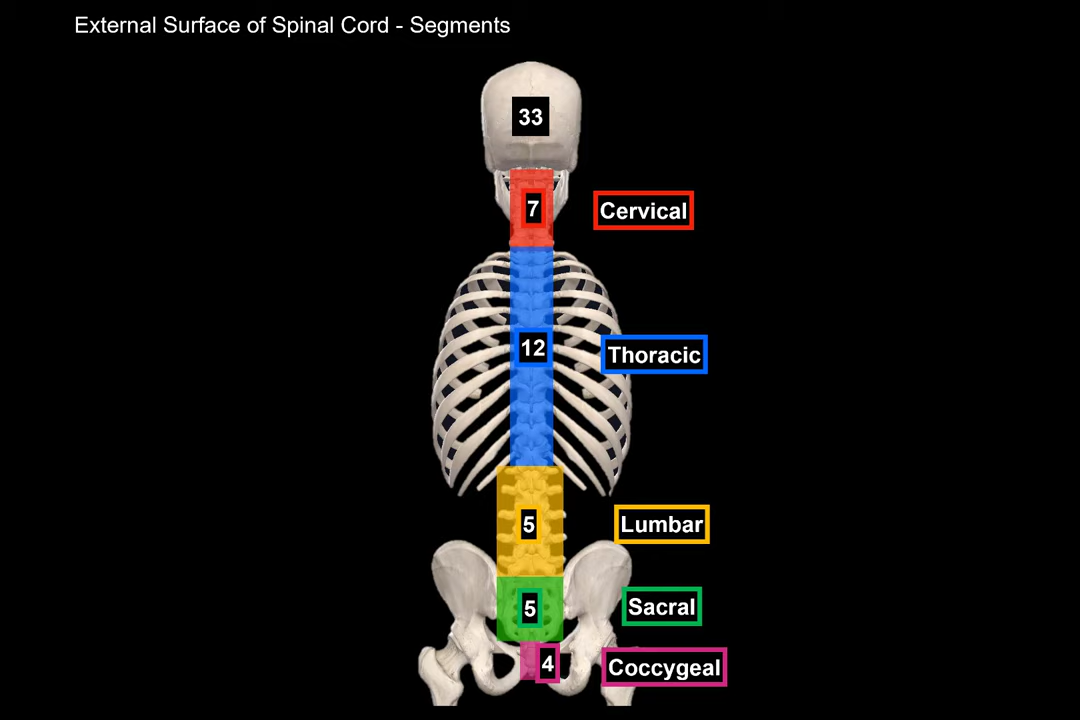 External Surface of Spinal Cord - Segments
33
7
Cervical
12
Thoracic
5
Lumbar
5
Sacral
4
Coccygeal